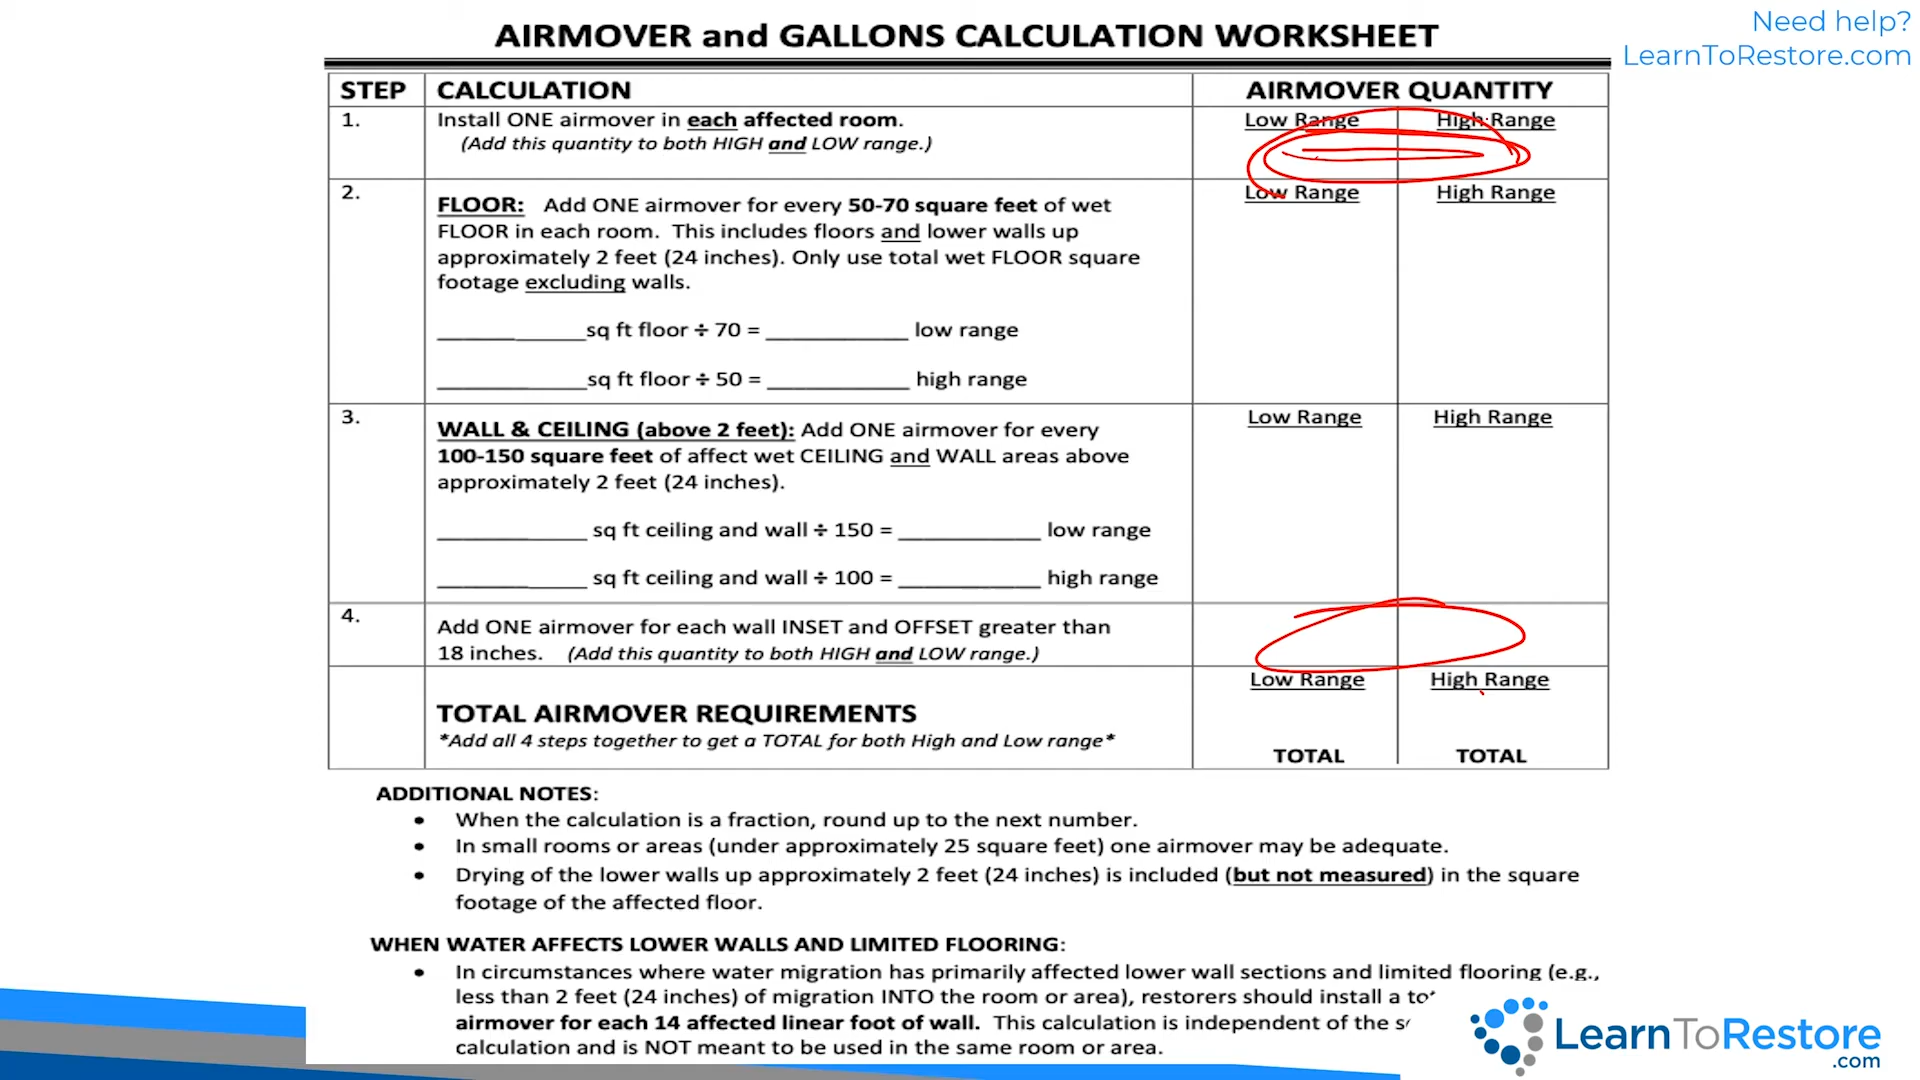 AIRMOVER and GALLONS CALCULATION WORKSHEET
Need help?
LearnToRestore.com
STEP CALCULATION AIRMOVER QUANTITY
1. Install ONE airmover in each affected room. Low Range High Range
(Add this quantity to both HIGH and LOW range.)
2. Low Range High Range
FLOOR: Add ONE airmover for every 50-70 square feet of wet
FLOOR in each room. This includes floors and lower walls up
approximately 2 feet (24 inches). Only use total wet FLOOR square
footage excluding walls.
____________sq ft floor ÷ 70 = ____________ low range
____________sq ft floor ÷ 50 = ____________ high range
3. Low Range High Range
WALL & CEILING (above 2 feet): Add ONE airmover for every
100-150 square feet of affect wet CEILING and WALL areas above
approximately 2 feet (24 inches).
____________ sq ft ceiling and wall ÷ 150 = ____________ low range
____________ sq ft ceiling and wall ÷ 100 = ____________ high range
4.
Add ONE airmover for each wall INSET and OFFSET greater than
18 inches. (Add this quantity to both HIGH and LOW range.)
Low Range High Range
TOTAL AIRMOVER REQUIREMENTS
*Add all 4 steps together to get a TOTAL for both High and Low range*
TOTAL TOTAL
ADDITIONAL NOTES:
• When the calculation is a fraction, round up to the next number.
• In small rooms or areas (under approximately 25 square feet) one airmover may be adequate.
• Drying of the lower walls up approximately 2 feet (24 inches) is included (but not measured) in the square
footage of the affected floor.
WHEN WATER AFFECTS LOWER WALLS AND LIMITED FLOORING:
• In circumstances where water migration has primarily affected lower wall sections and limited flooring (e.g.,
less than 2 feet (24 inches) of migration INTO the room or area), restorers should install a
airmover for each 14 affected linear foot of wall. This calculation is independent of the
calculation and is NOT meant to be used in the same room or area.
LearnToRestore
.com